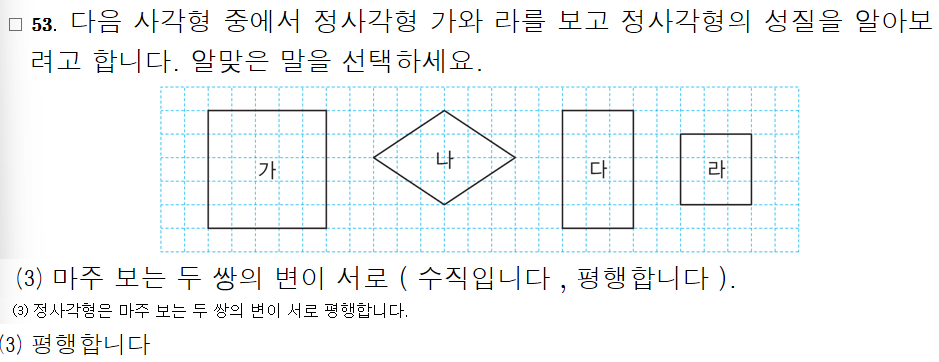 □ 53. 다음 사각형 중에서 정사각형 가와 라를 보고 정사각형의 성질을 알아보
려고 합니다. 알맞은 말을 선택하세요.
가 나 다 라
(3) 마주 보는 두 쌍의 변이 서로 ( 수직입니다 , 평행합니다 ).
(3) 정사각형은 마주 보는 두 쌍의 변이 서로 평행합니다.
(3) 평행합니다